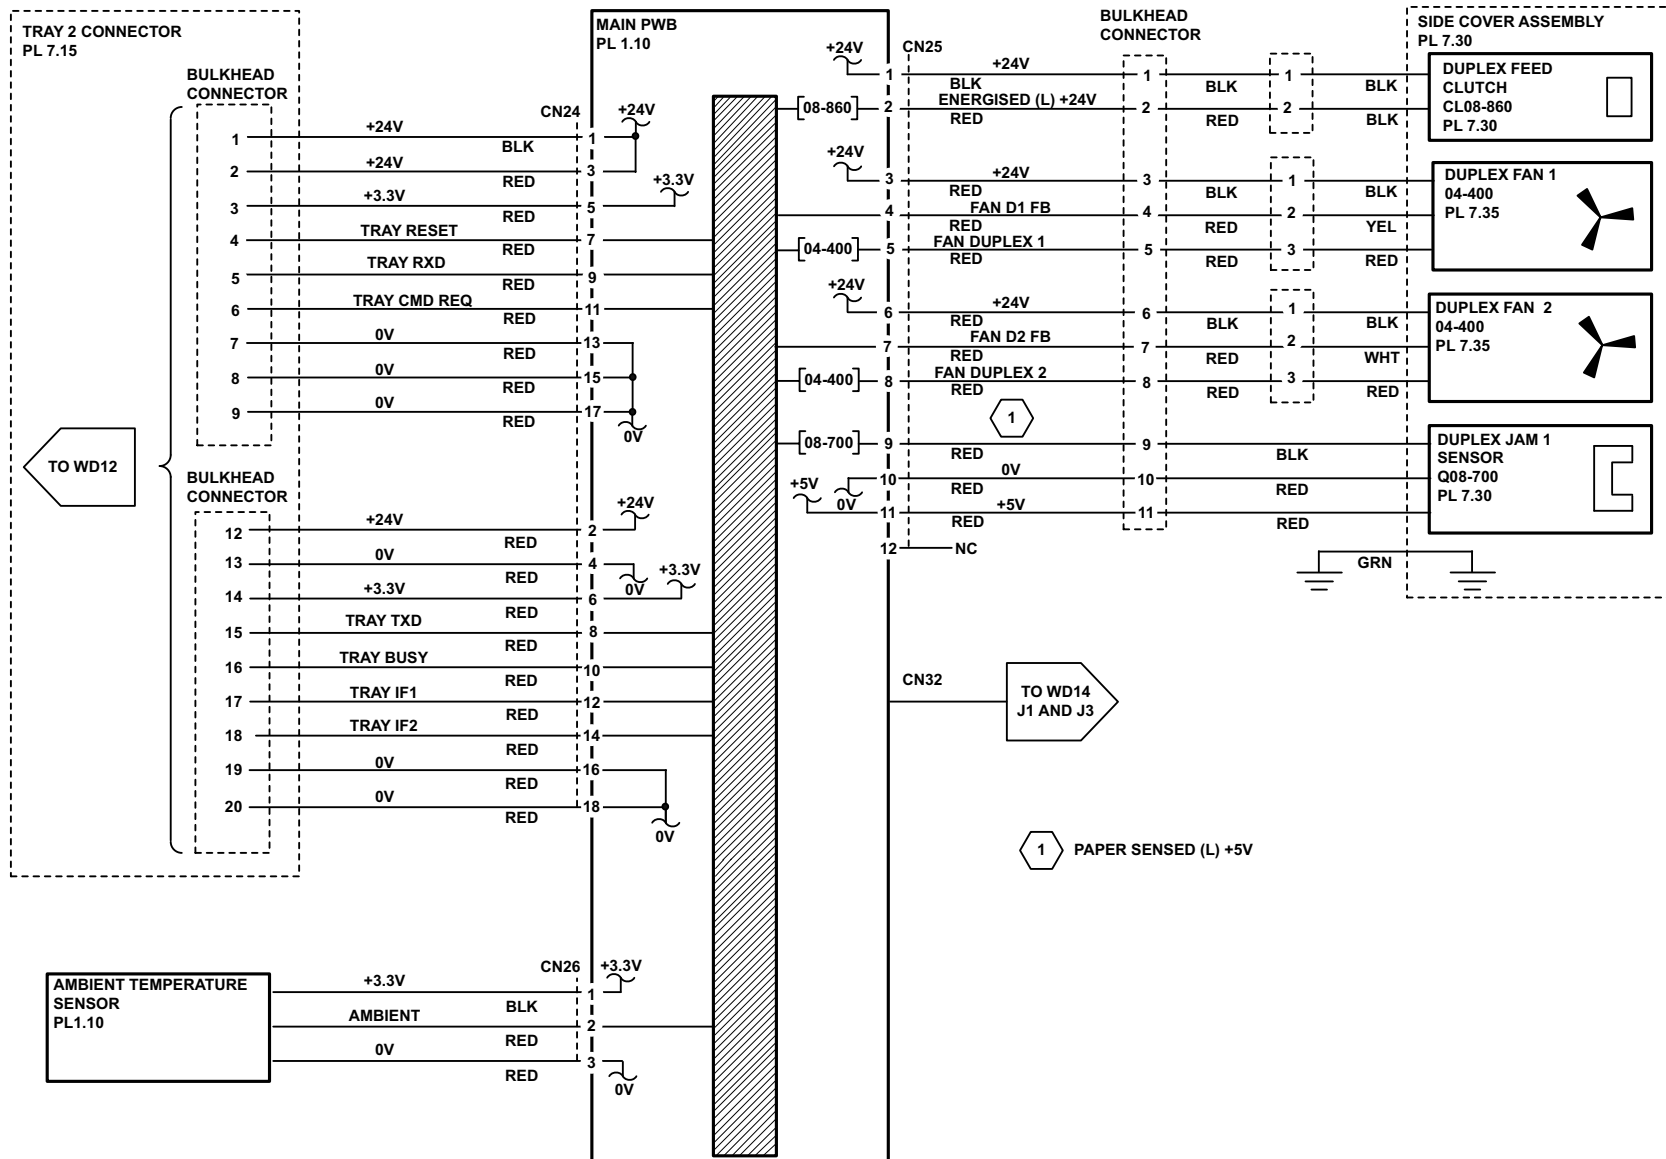 TRAY 2 CONNECTOR
PL 7.15
BULKHEAD
CONNECTOR
CN24
1 +24V BLK 1 +24V
2 +24V RED 3
3 +3.3V RED 5 +3.3V
4 TRAY RESET RED 7
5 TRAY RXD RED 9
6 TRAY CMD REQ RED 11
7 0V RED 13
8 0V RED 15
9 0V RED 17
0V
TO WD12
BULKHEAD
CONNECTOR
12 +24V RED 2 +24V
13 0V RED 4 0V
14 +3.3V RED 6 +3.3V
15 TRAY TXD RED 8
16 TRAY BUSY RED 10
17 TRAY IF1 RED 12
18 TRAY IF2 RED 14
19 0V RED 16
20 0V RED 18
0V
AMBIENT TEMPERATURE
SENSOR
PL1.10
CN26
+3.3V BLK 1 +3.3V
AMBIENT RED 2
0V RED 3
0V
MAIN PWB
PL 1.10
CN25
BULKHEAD
CONNECTOR
+24V 1 +24V BLK 1 BLK 1 BLK
[08-860] 2 ENERGISED (L) +24V RED 2 RED 2 BLK
+24V 3 +24V RED 3 BLK 1 BLK
4 FAN D1 FB RED 4 RED 2 YEL
[04-400] 5 FAN DUPLEX 1 RED 5 RED 3 RED
+24V 6 +24V RED 6 BLK 1 BLK
7 FAN D2 FB RED 7 RED 2 WHT
[04-400] 8 FAN DUPLEX 2 RED 8 RED 3 RED
1
[08-700] 9 RED 9 BLK
0V 10 0V RED 10 RED
+5V 11 +5V RED 11 RED
12 NC
SIDE COVER ASSEMBLY
PL 7.30
DUPLEX FEED
CLUTCH
CL08-860
PL 7.30
DUPLEX FAN 1
04-400
PL 7.35
DUPLEX FAN 2
04-400
PL 7.35
DUPLEX JAM 1
SENSOR
Q08-700
PL 7.30
GRN
CN32
TO WD14
J1 AND J3
1 PAPER SENSED (L) +5V